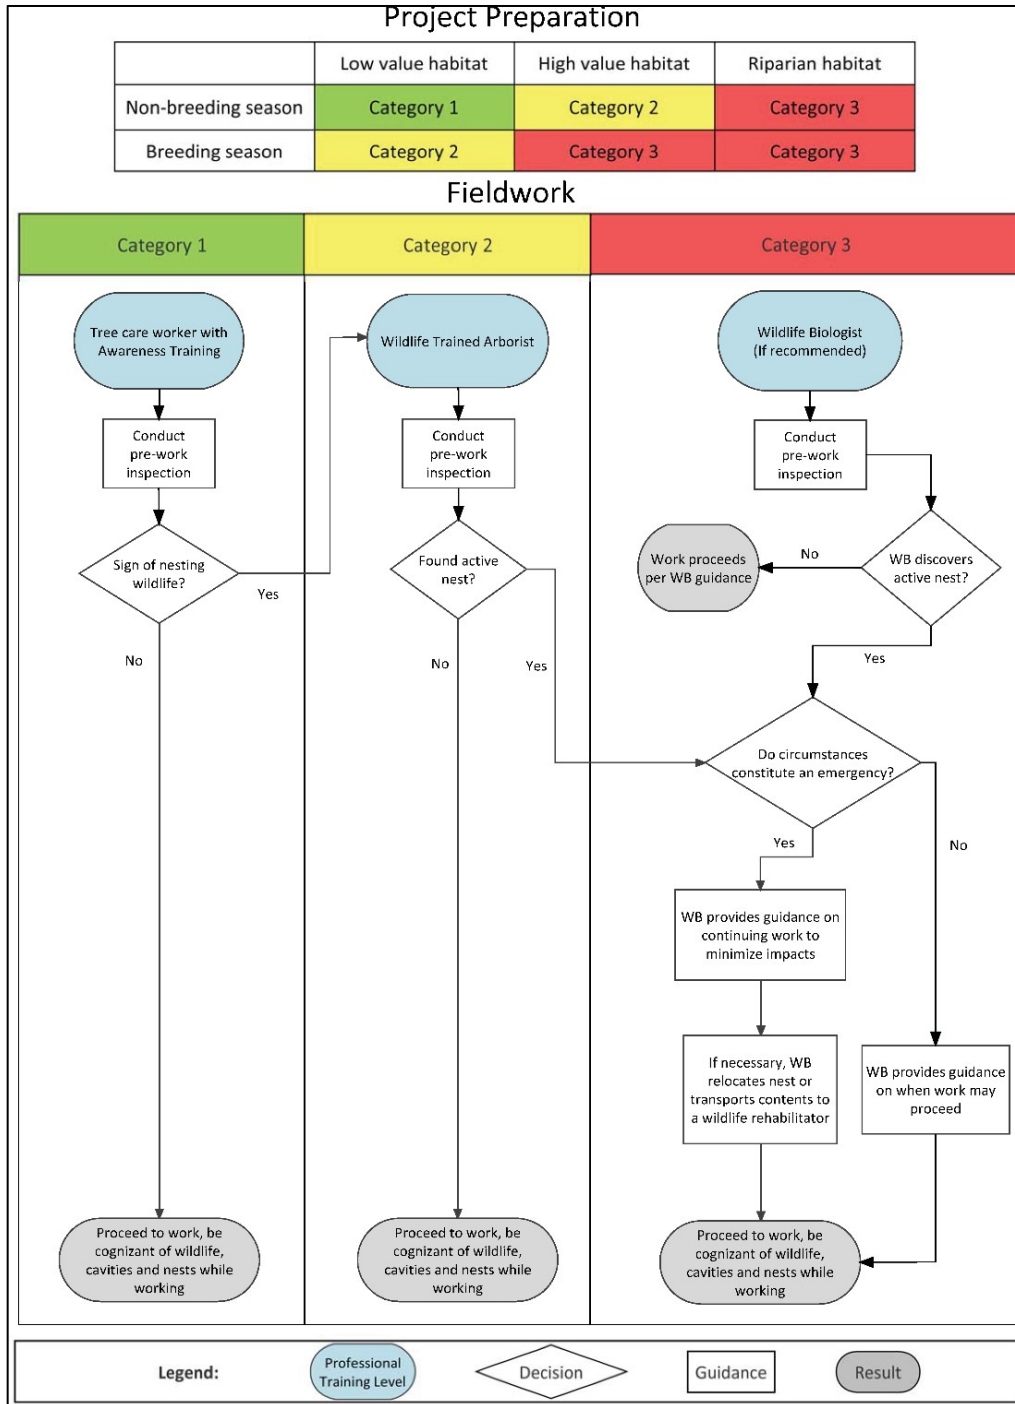 Project Preparation
Low value habitat
High value habitat
Riparian habitat
Non-breeding season
Category 1
Category 2
Category 3
Breeding season
Category 2
Category 3
Category 3
Fieldwork
Category 1
Category 2
Category 3
Tree care worker with
Awareness Training
Conduct
pre-work
inspection
Sign of nesting
wildlife?
Yes
No
Proceed to work, be
cognizant of wildlife,
cavities and nests while
working
Wildlife Trained Arborist
Conduct
pre-work
inspection
Found active
nest?
No
Yes
Proceed to work, be
cognizant of wildlife,
cavities and nests while
working
Wildlife Biologist
(If recommended)
Conduct
pre-work
inspection
WB discovers
active nest?
No
Work proceeds
per WB guidance
Yes
Do circumstances
constitute an emergency?
Yes
No
WB provides guidance on
continuing work to
minimize impacts
If necessary, WB
relocates nest or
transports contents to
a wildlife rehabilitator
WB provides guidance
on when work may
proceed
Proceed to work, be
cognizant of wildlife,
cavities and nests while
working
Legend:
Professional
Training Level
Decision
Guidance
Result